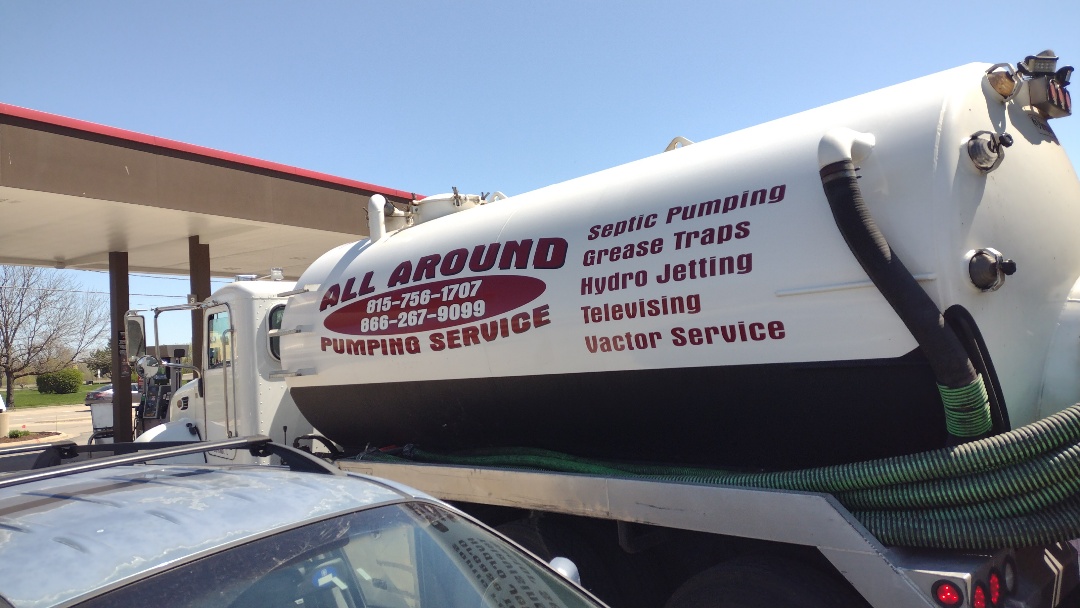 ALL AROUND
815-756-1707
866-267-9099
PUMPING SERVICE
Septic Pumping
Grease Traps
Hydro Jetting
Televising
Vactor Service